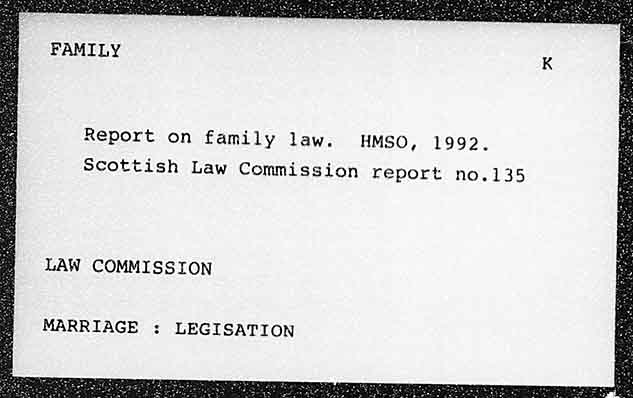 FAMILY
K
Report on family law. HMSO, 1992.
Scottish Law Commission report no.135
LAW COMMISSION
MARRIAGE : LEGISATION